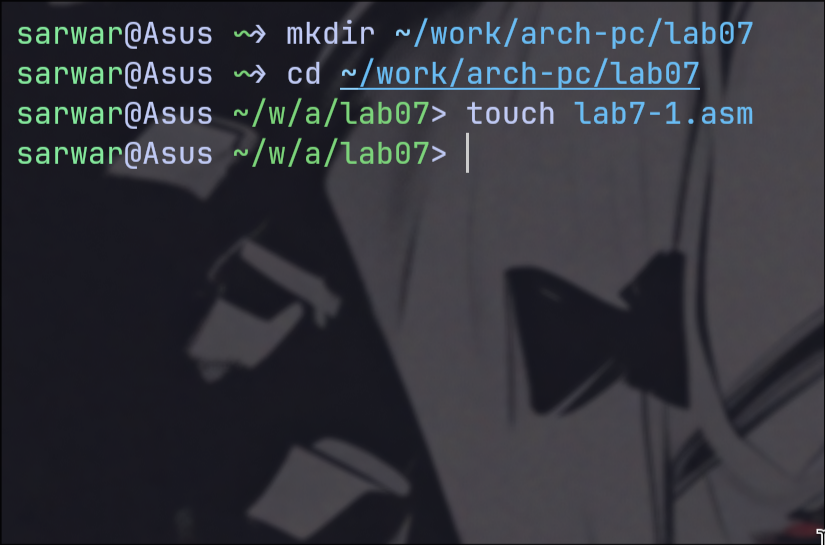 sarwar@Asus ~> mkdir ~/work/arch-pc/lab07
sarwar@Asus ~> cd ~/work/arch-pc/lab07
sarwar@Asus ~/w/a/lab07> touch lab7-1.asm
sarwar@Asus ~/w/a/lab07>